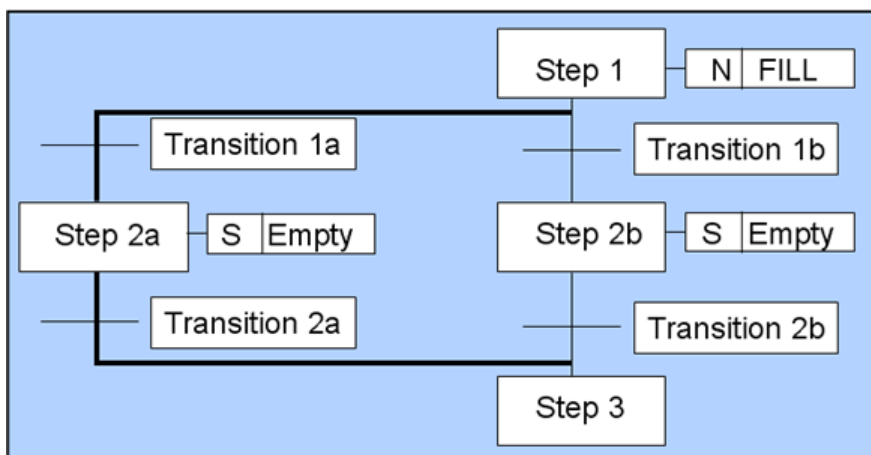 Step 1
N FILL
Transition 1a
Transition 1b
Step 2a
S Empty
Step 2b
S Empty
Transition 2a
Transition 2b
Step 3